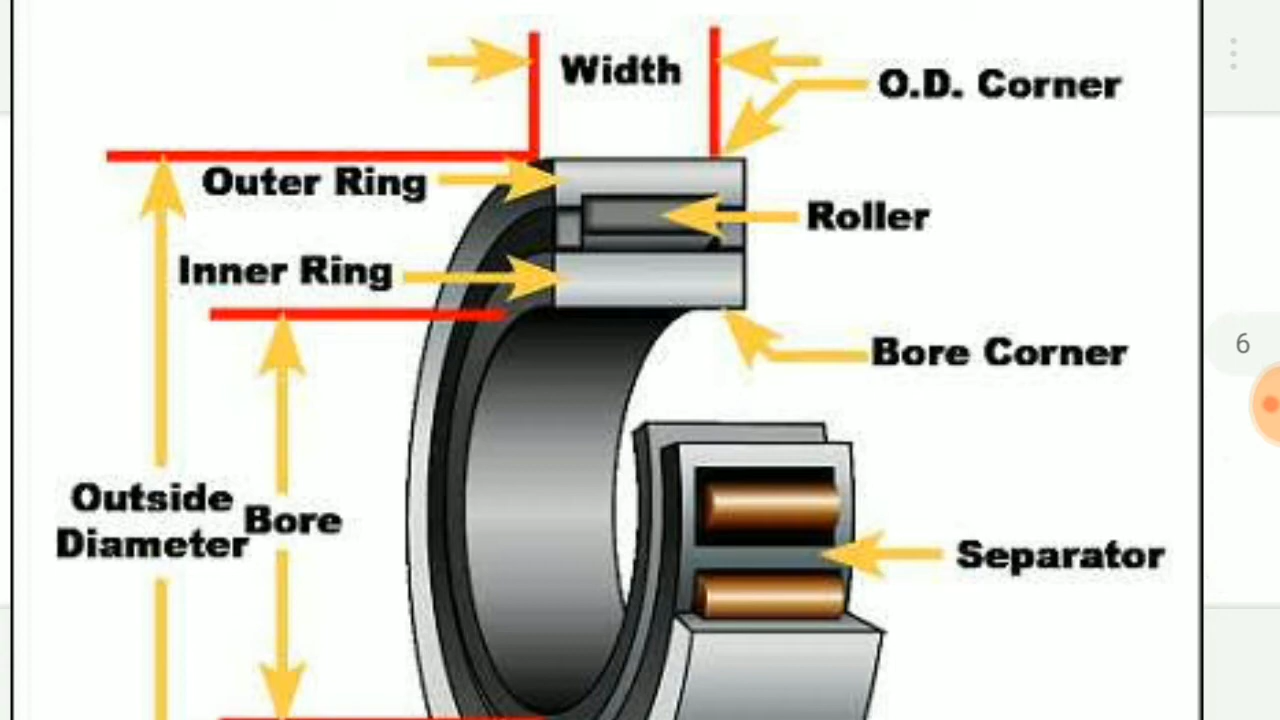 Width
O.D. Corner
Outer Ring
Roller
Inner Ring
Bore Corner
6
Outside
Diameter
Bore
Separator